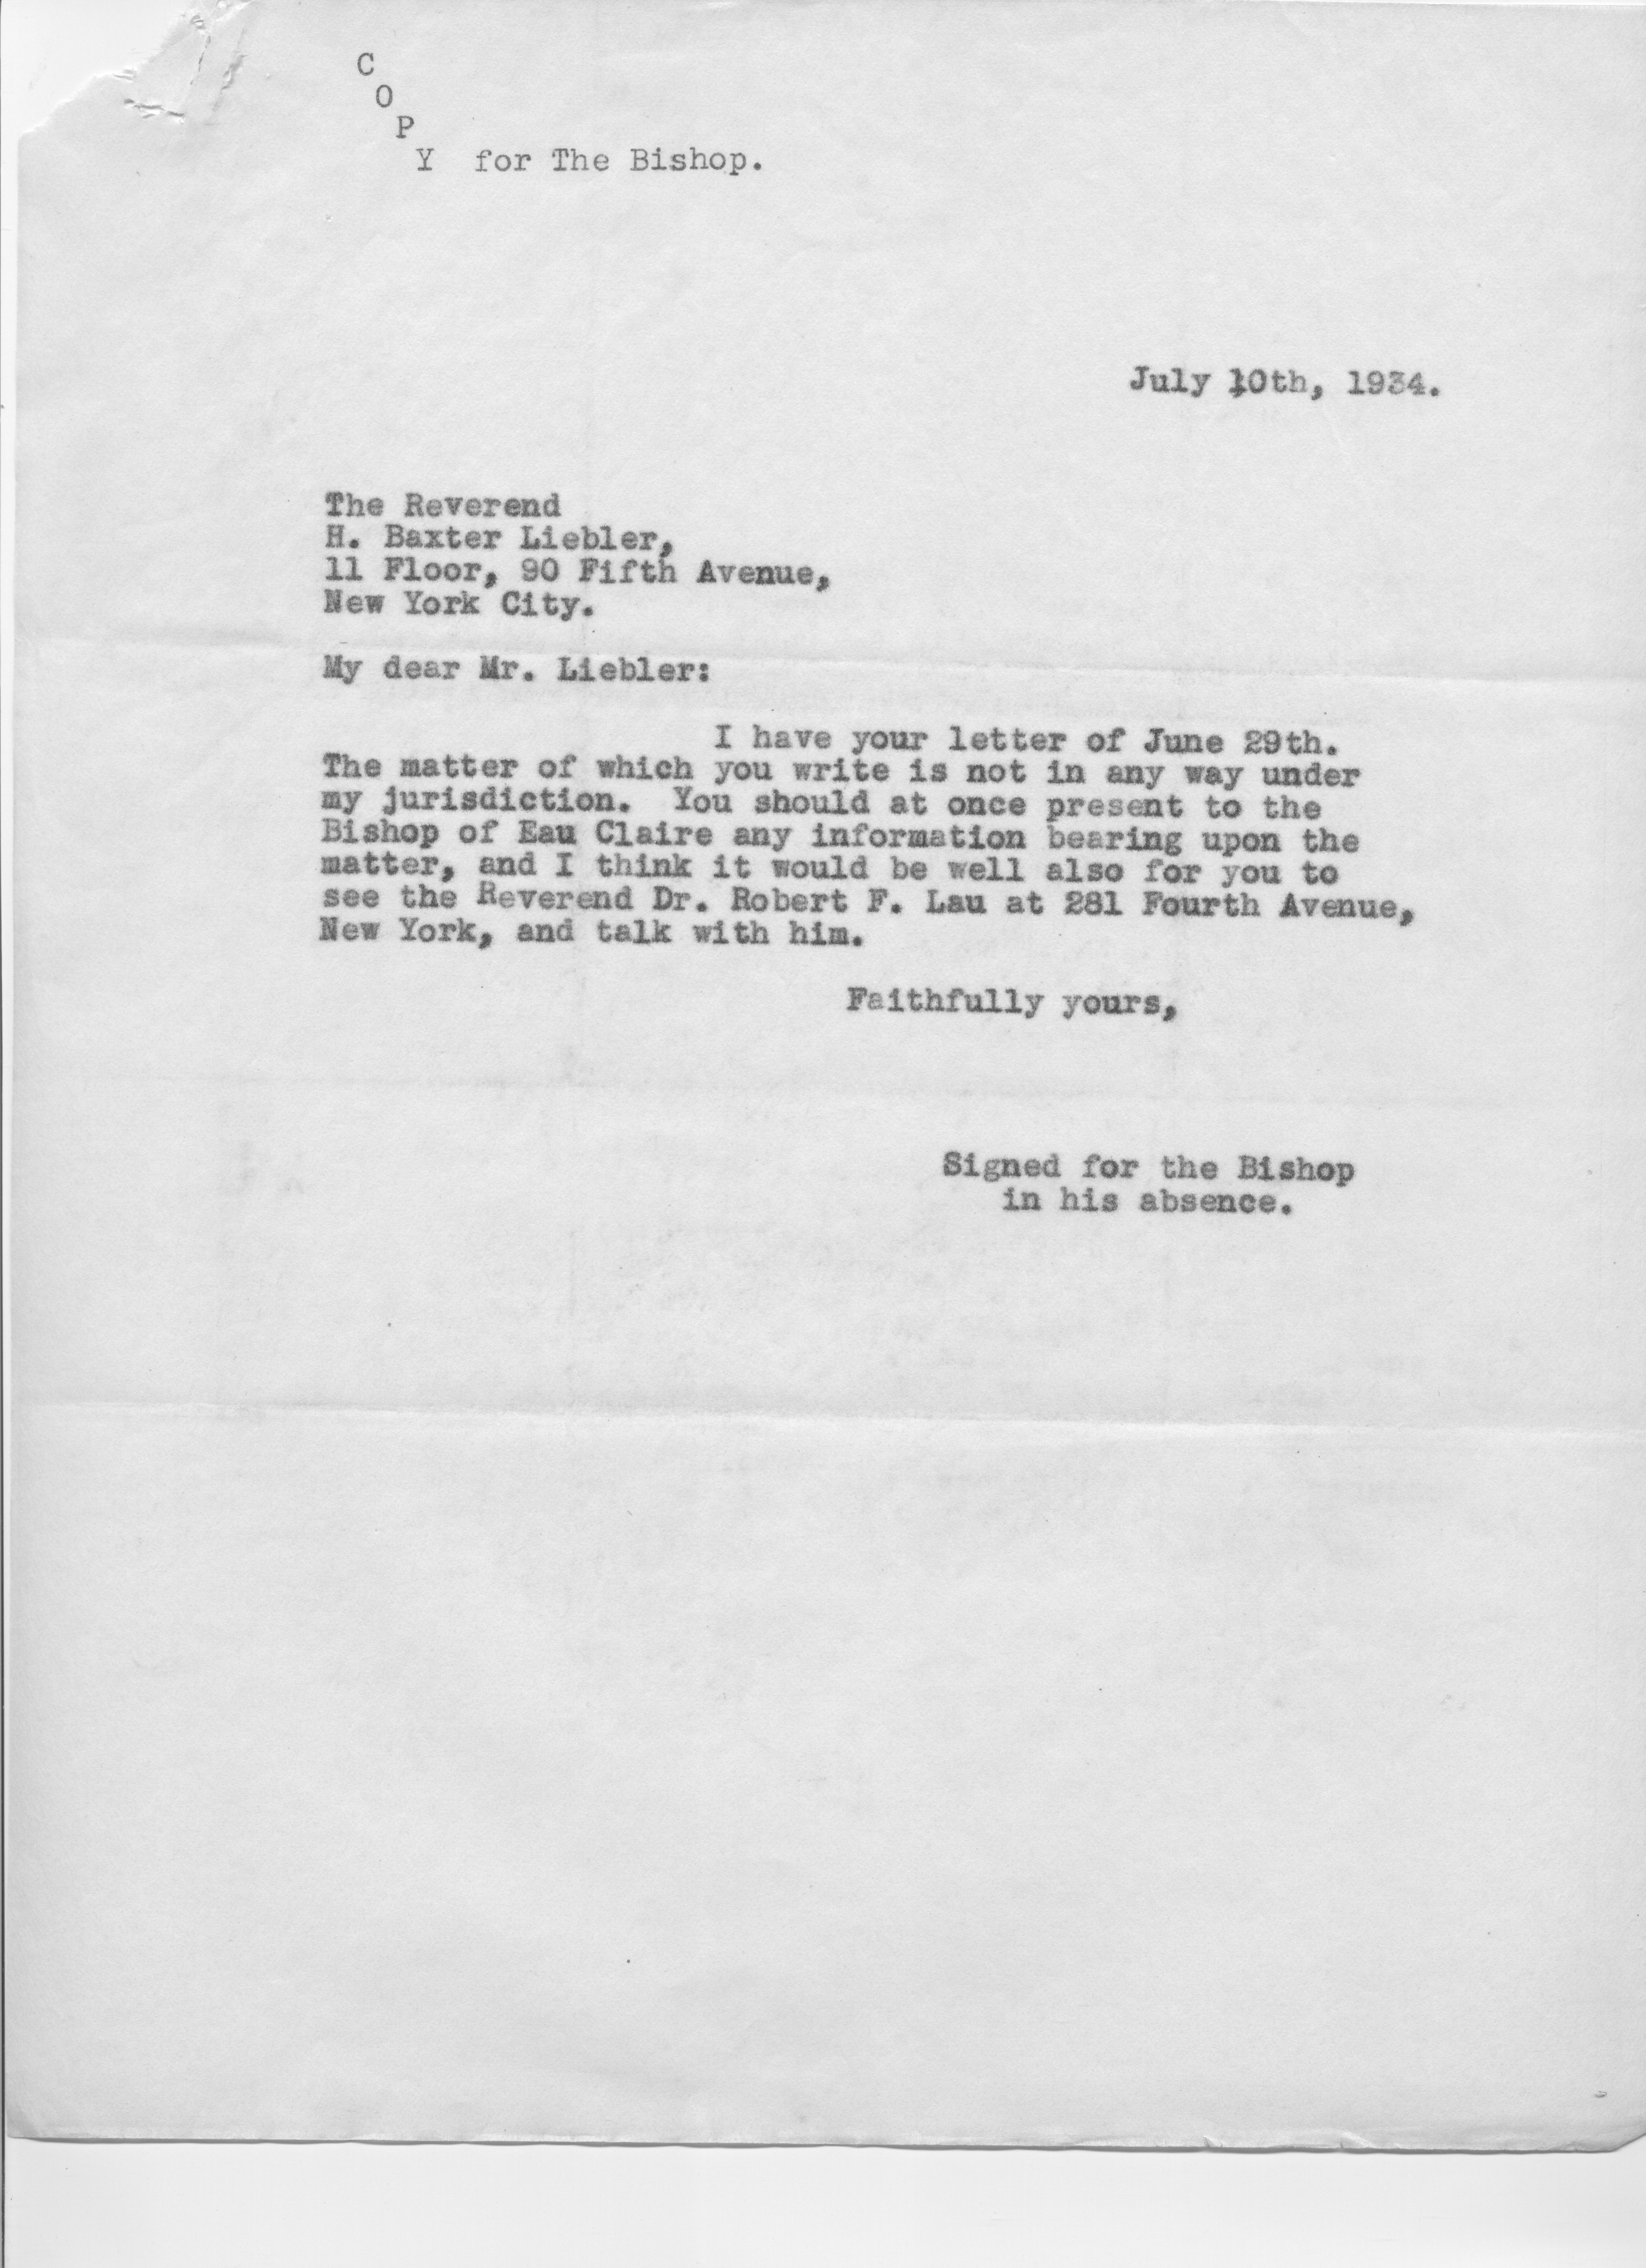 C
O
P
Y for The Bishop.
July 10th, 1934.
The Reverend
H. Baxter Liebler,
11 Floor, 90 Fifth Avenue,
New York City.
My dear Mr. Liebler:
I have your letter of June 29th.
The matter of which you write is not in any way under
my jurisdiction. You should at once present to the
Bishop of Eau Claire any information bearing upon the
matter, and I think it would be well also for you to
see the Reverend Dr. Robert F. Lau at 281 Fourth Avenue,
New York, and talk with him.
Faithfully yours,
Signed for the Bishop
in his absence.